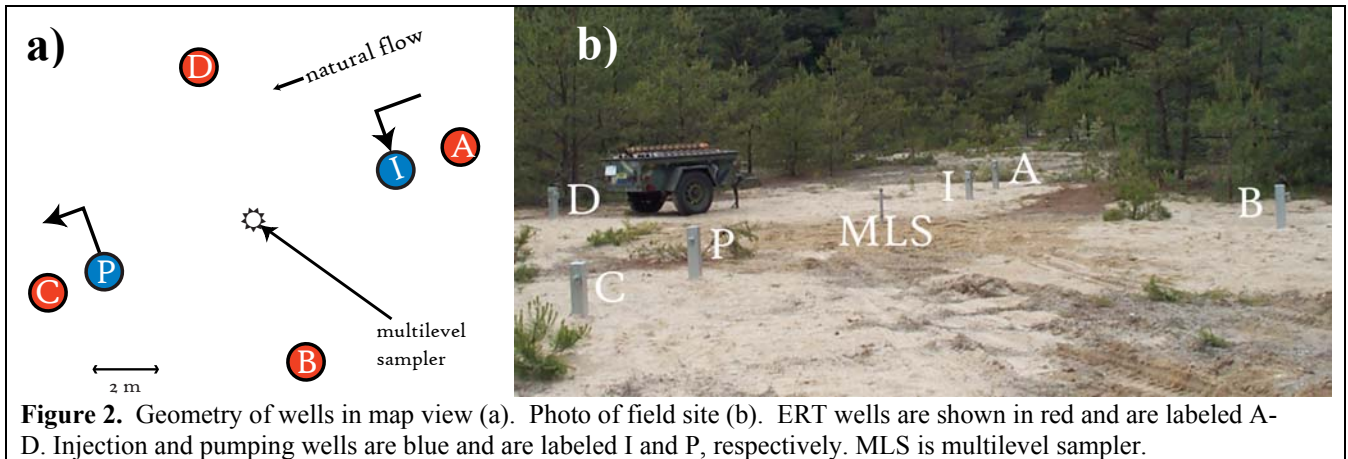 a)
D
natural flow
I
A
P
C
B
multilevel
sampler
2 m
b)
D
I
A
B
MLS
P
C
Figure 2. Geometry of wells in map view (a). Photo of field site (b). ERT wells are shown in red and are labeled A-
D. Injection and pumping wells are blue and are labeled I and P, respectively. MLS is multilevel sampler.